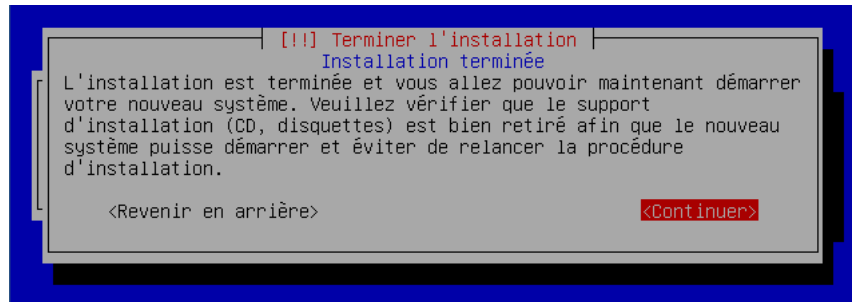 [!!] Terminer l'installation
Installation terminée
L'installation est terminée et vous allez pouvoir maintenant démarrer
votre nouveau système. Veuillez vérifier que le support
d'installation (CD, disquettes) est bien retiré afin que le nouveau
système puisse démarrer et éviter de relancer la procédure
d'installation.
<Revenir en arrière> <Continuer>